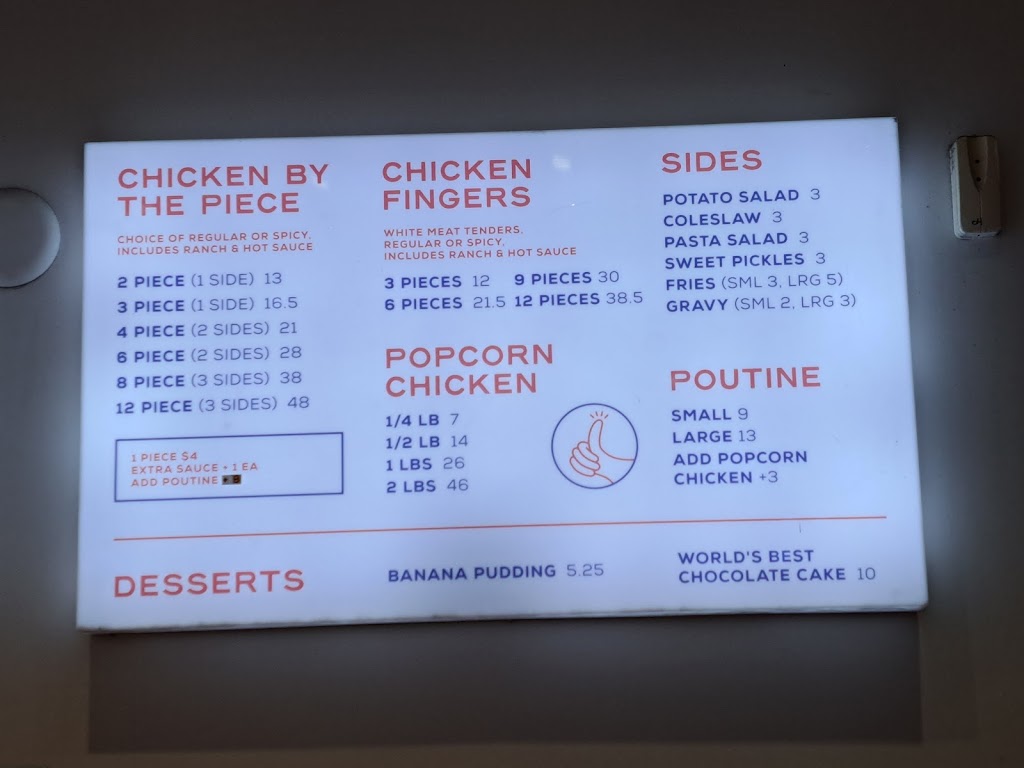 CHICKEN BY
THE PIECE
CHOICE OF REGULAR OR SPICY,
INCLUDES RANCH & HOT SAUCE
2 PIECE (1 SIDE) 13
3 PIECE (1 SIDE) 16.5
4 PIECE (2 SIDES) 21
6 PIECE (2 SIDES) 28
8 PIECE (3 SIDES) 38
12 PIECE (3 SIDES) 48
1 PIECE $4
EXTRA SAUCE + 1 EA
ADD POUTINE
CHICKEN
FINGERS
WHITE MEAT TENDERS,
REGULAR OR SPICY,
INCLUDES RANCH & HOT SAUCE
3 PIECES 12 9 PIECES 30
6 PIECES 21.5 12 PIECES 38.5
POPCORN
CHICKEN
1/4 LB 7
1/2 LB 14
1 LBS 26
2 LBS 46
SIDES
POTATO SALAD 3
COLESLAW 3
PASTA SALAD 3
SWEET PICKLES 3
FRIES (SML 3, LRG 5)
GRAVY (SML 2, LRG 3)
POUTINE
SMALL 9
LARGE 13
ADD POPCORN
CHICKEN +3
DESSERTS
BANANA PUDDING 5.25
WORLD'S BEST
CHOCOLATE CAKE 10